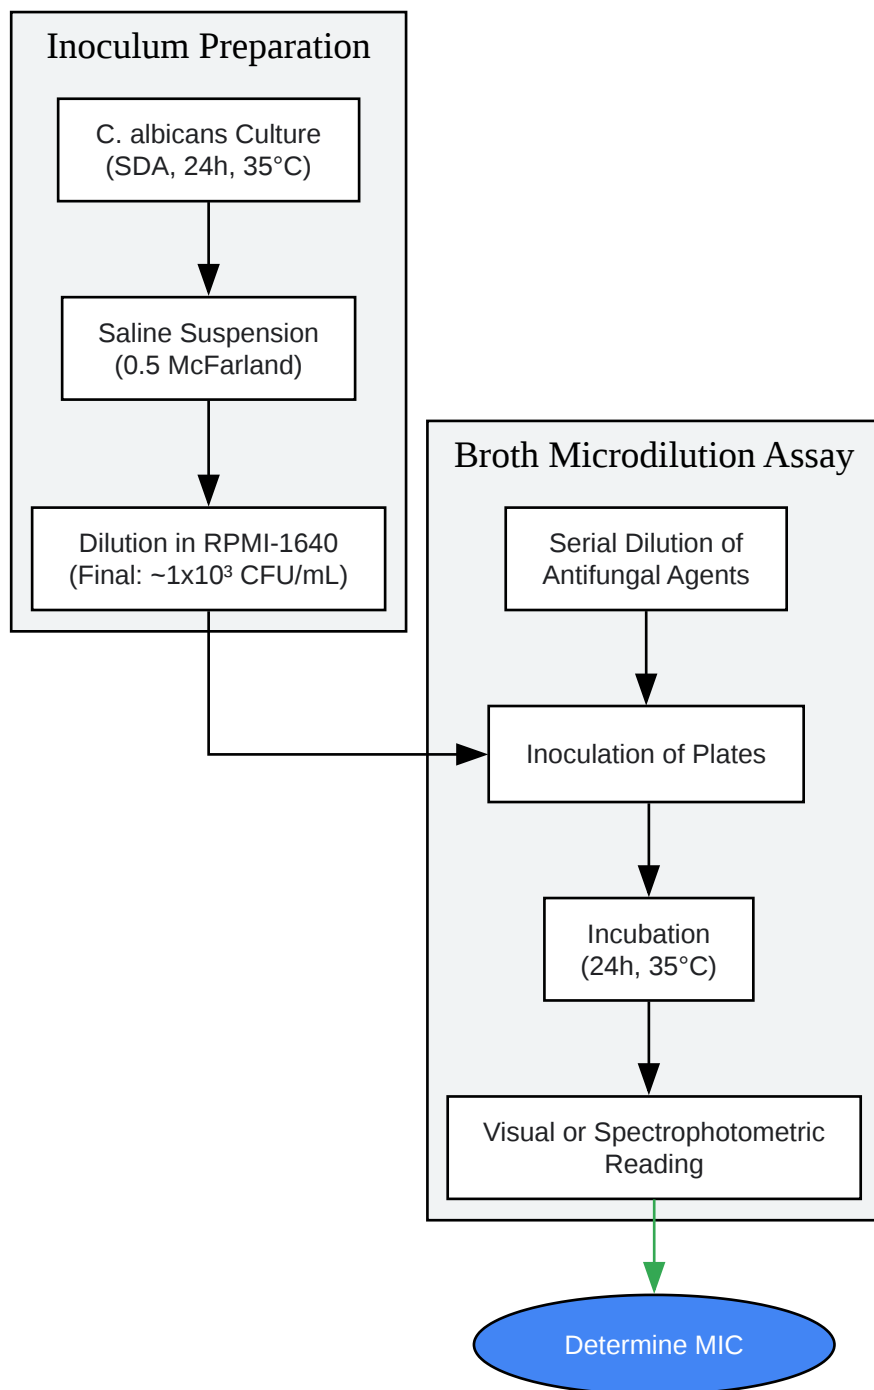 Inoculum Preparation
C. albicans Culture
(SDA, 24h, 35°C)
Saline Suspension
(0.5 McFarland)
Dilution in RPMI-1640
(Final: ~1x10³ CFU/mL)
Broth Microdilution Assay
Serial Dilution of
Antifungal Agents
Inoculation of Plates
Incubation
(24h, 35°C)
Visual or Spectrophotometric
Reading
Determine MIC